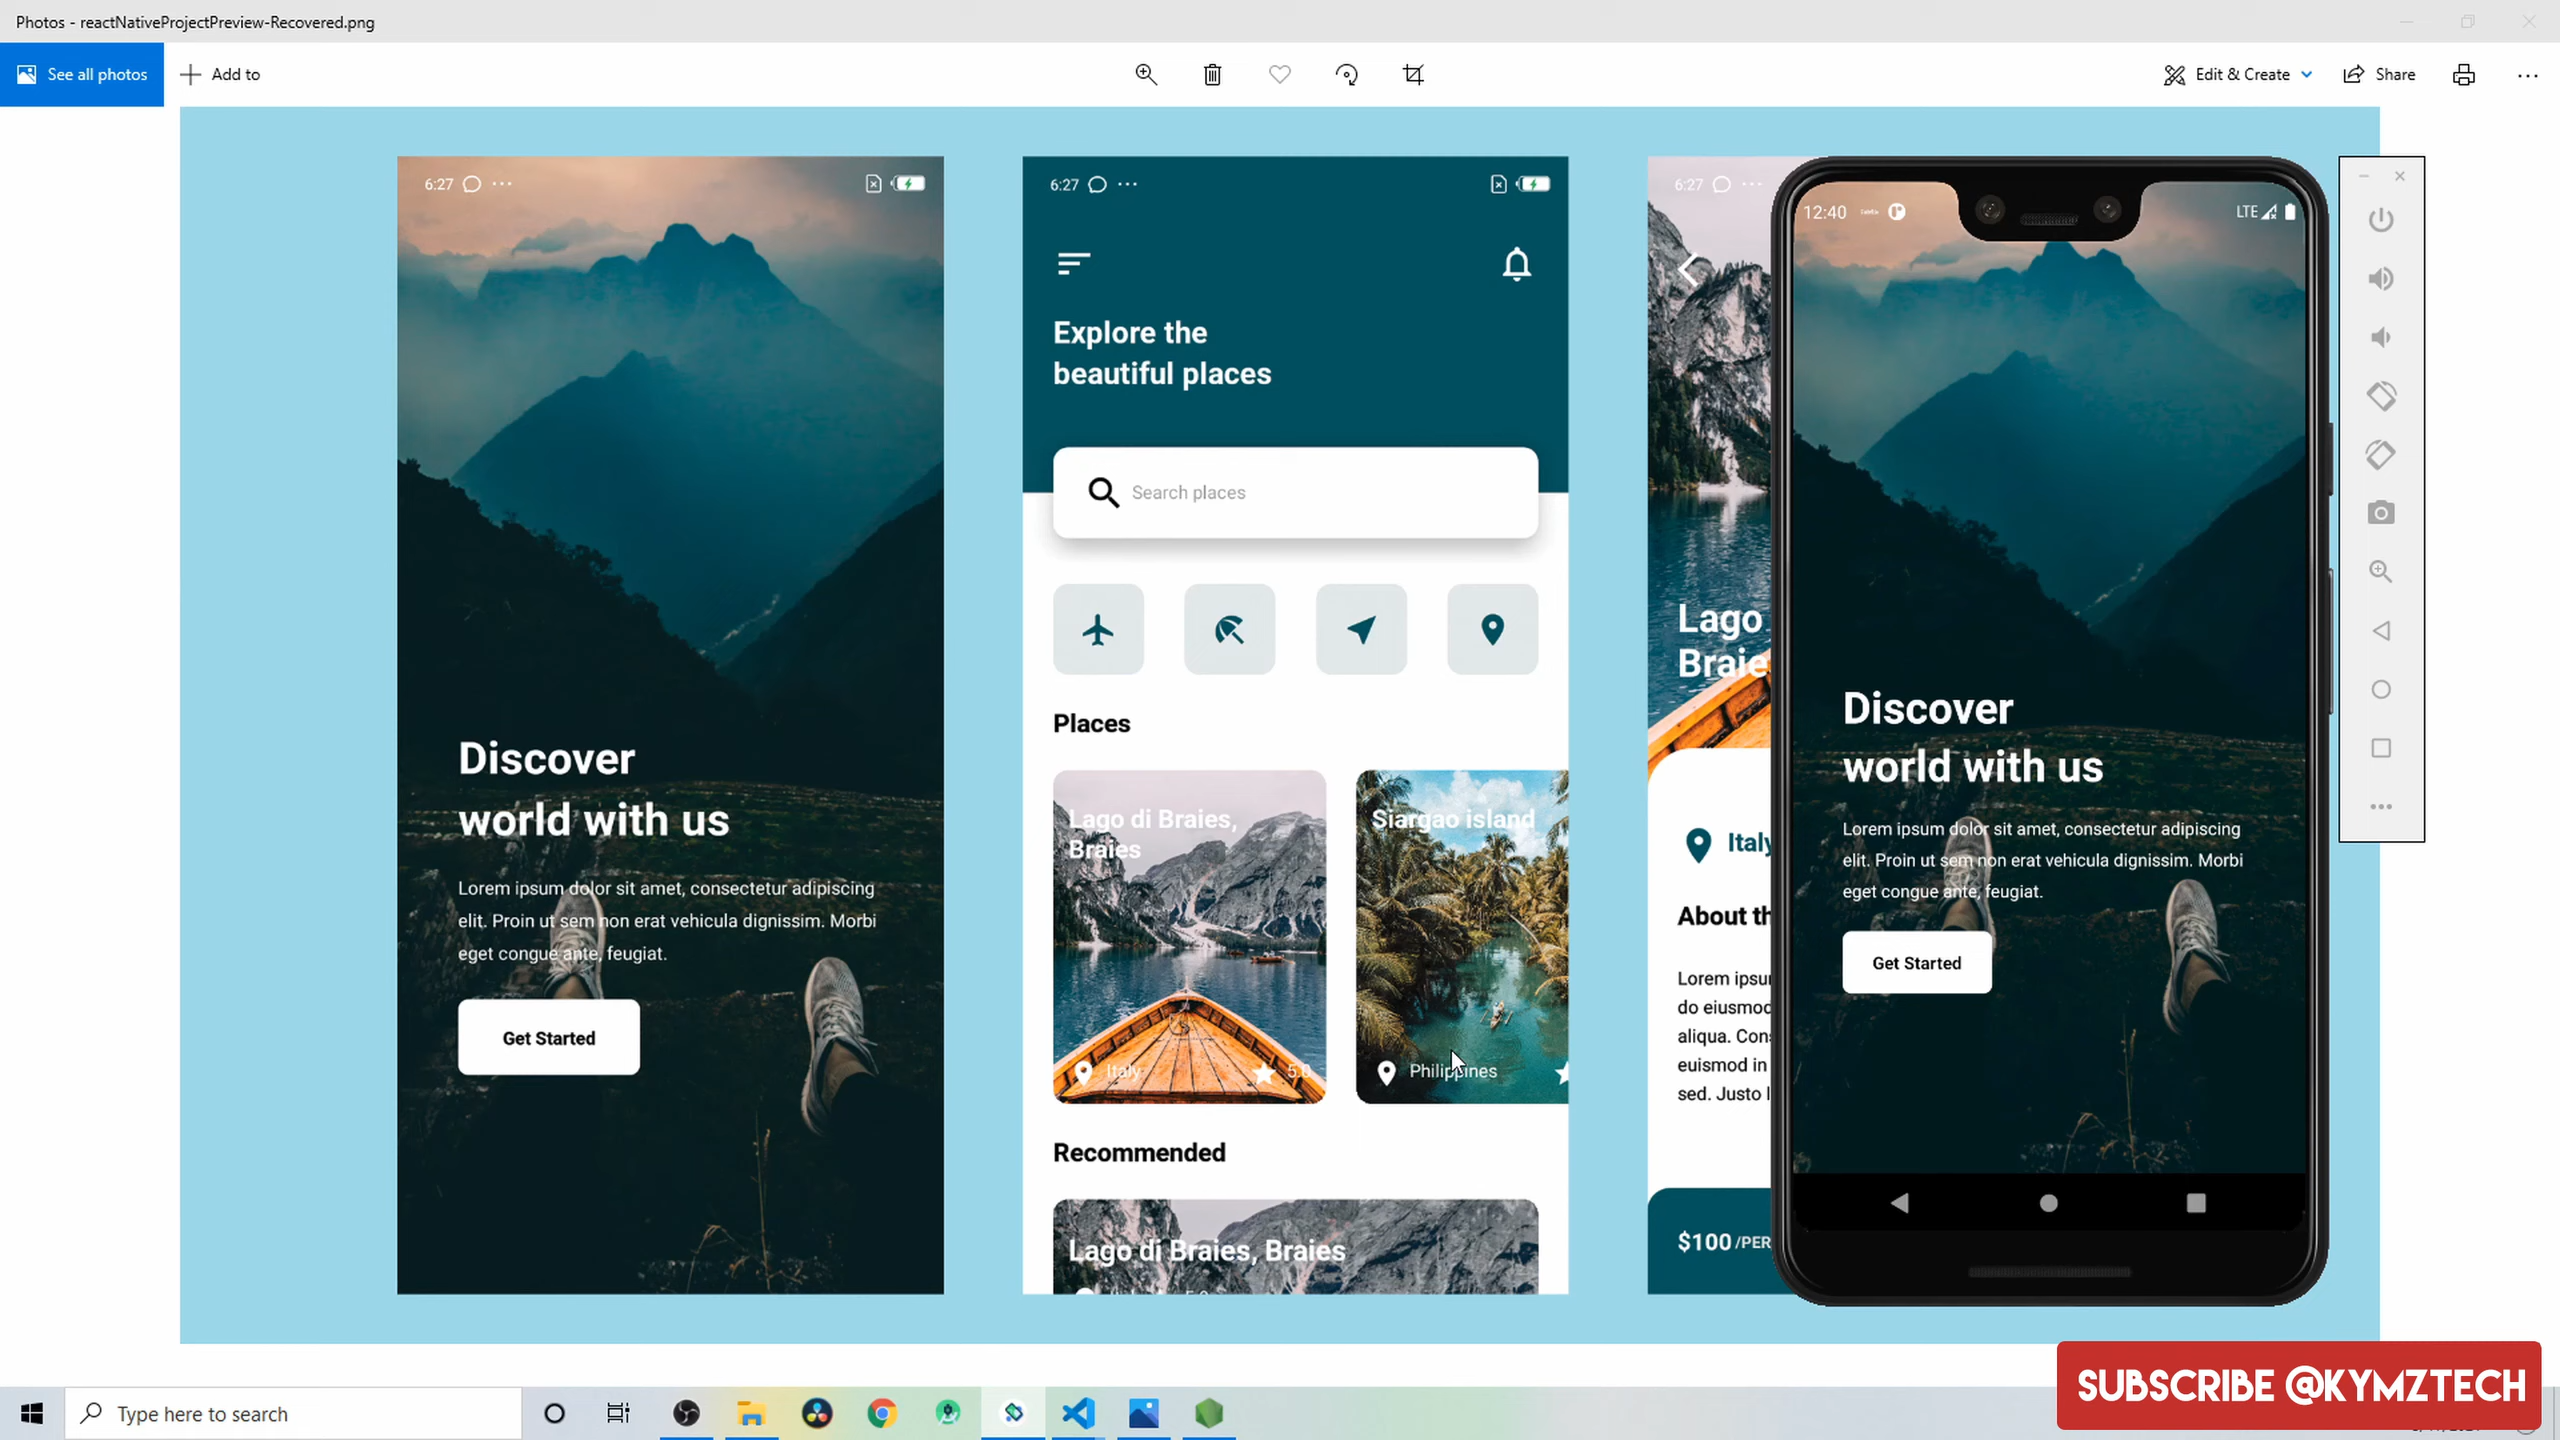 Photos - reactNativeProjectPreview-Recovered.png
See all photos
Add to
Edit & Create
Share
6:27
Discover
world with us
Lorem ipsum dolor sit amet, consectetur adipiscing
elit. Proin ut sem non erat vehicula dignissim. Morbi
eget congue ante, feugiat.
Get Started
6:27
Explore the
beautiful places
Search places
Places
Lago di Braies,
Braies
Italy
5.0
Siargao island
Philippines
Recommended
Lago di Braies, Braies
6:27
Lago
Braie
Italy
About th
Lorem ipsu
do eiusmod
aliqua. Con
euismod in
sed. Justo
$100 /PER
12:40
LTE
Discover
world with us
Lorem ipsum dolor sit amet, consectetur adipiscing
elit. Proin ut sem non erat vehicula dignissim. Morbi
eget congue ante, feugiat.
Get Started
Type here to search
SUBSCRIBE @KYMZTECH